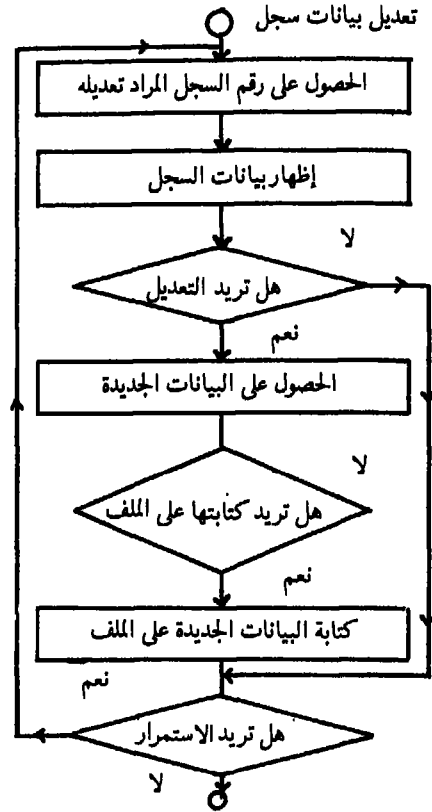 تعديل بيانات سجل
الحصول على رقم السجل المراد تعديله
إظهار بيانات السجل
لا
هل تريد التعديل
نعم
الحصول على البيانات الجديدة
لا
هل تريد كتابتها على الملف
نعم
كتابة البيانات الجديدة على الملف
نعم
هل تريد الاستمرار
لا